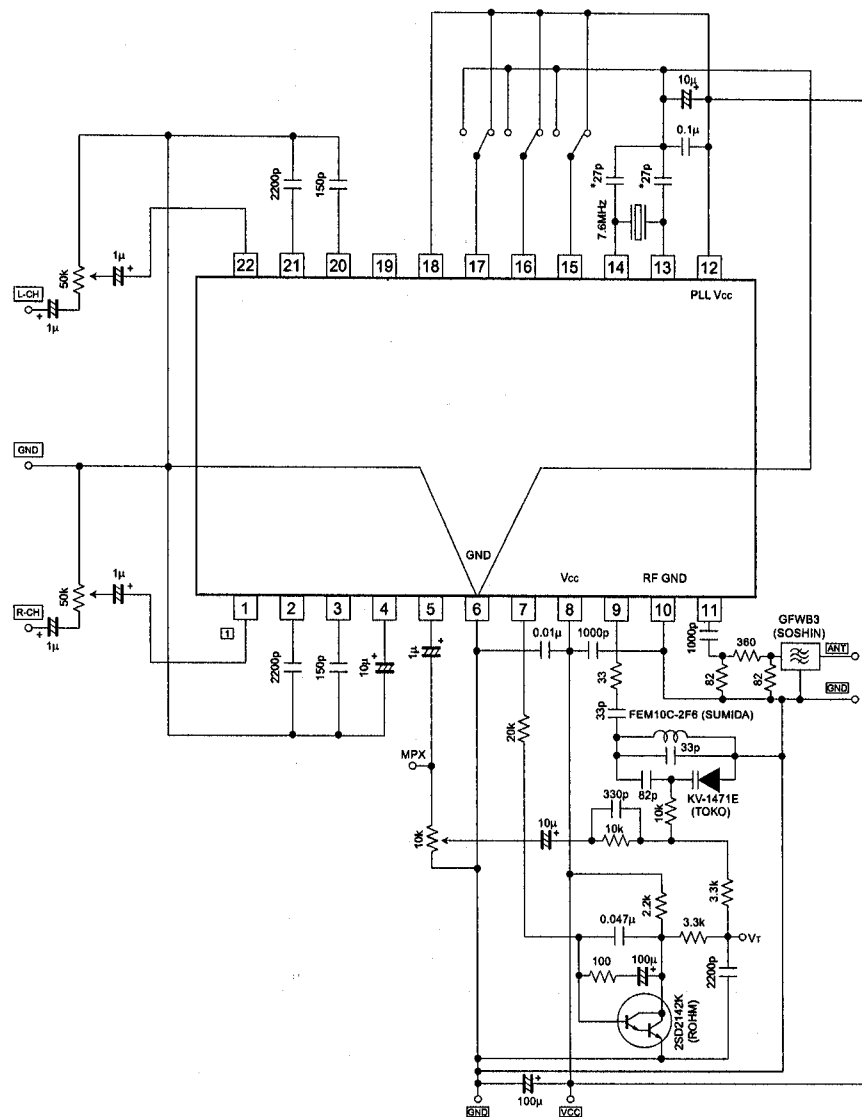 10μ +
0.1μ
2200p
150p
*27p
*27p
7.6MHz
1μ +
50k
L-CH
+ 1μ
22
21
20
19
18
17
16
15
14
13
12
PLL Vcc
GND
GND
Vcc
RF GND
1μ +
50k
R-CH
+ 1μ
1
2
3
4
5
6
7
8
9
10
11
1
2200p
150p
10μ +
1μ +
0.01μ
1000p
1000p
GFWB3
(SOSHIN)
360
ANT
82
82
GND
33
33p
FEM10C-2F6 (SUMIDA)
33p
20k
MPX
82p
KV-1471E
(TOKO)
330p
10k
10μ +
10k
10k
3.3k
2.2k
0.047μ
3.3k
VT
100
100μ +
2200p
2SD2142K
(ROHM)
+
100μ
GND
VCC